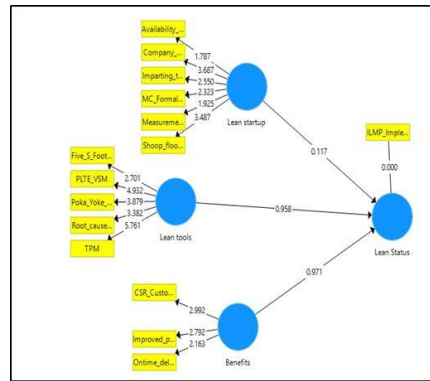 Availability_...
1.787
Company_...
3.667
Imparting_t...
2.550
MC_Formal...
2.323
Measureme...
1.925
Shoop_floo...
3.487
Lean startup
0.117
ILMP_Imple...
0.000
Five_S_Foot...
2.701
PLTE_VSM
4.932
Poka_Yoke_...
3.879
Root_cause...
3.382
TPM
5.761
Lean tools
0.958
Lean Status
0.971
CSR_Custo...
2.992
Improved_p...
2.792
Ontime_del...
2.163
Benefits